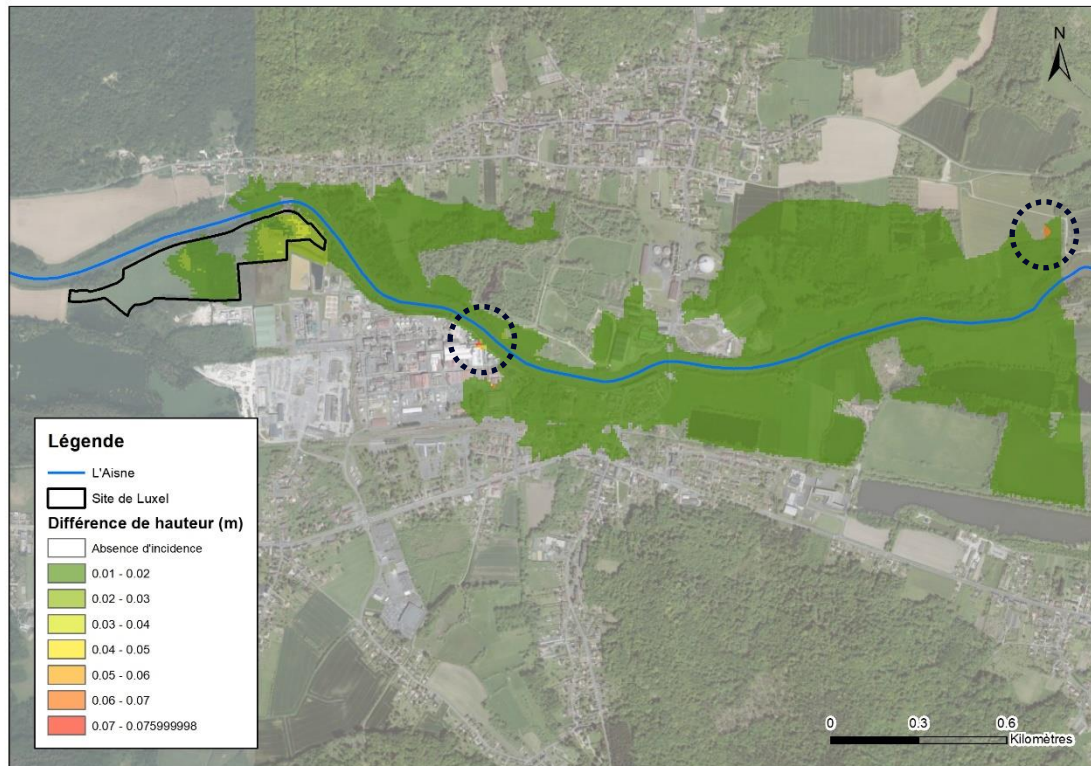 N
Légende
L'Aisne
Site de Luxel
Différence de hauteur (m)
Absence d'incidence
0.01 - 0.02
0.02 - 0.03
0.03 - 0.04
0.04 - 0.05
0.05 - 0.06
0.06 - 0.07
0.07 - 0.075999998
0 0.3 0.6
Kilomètres